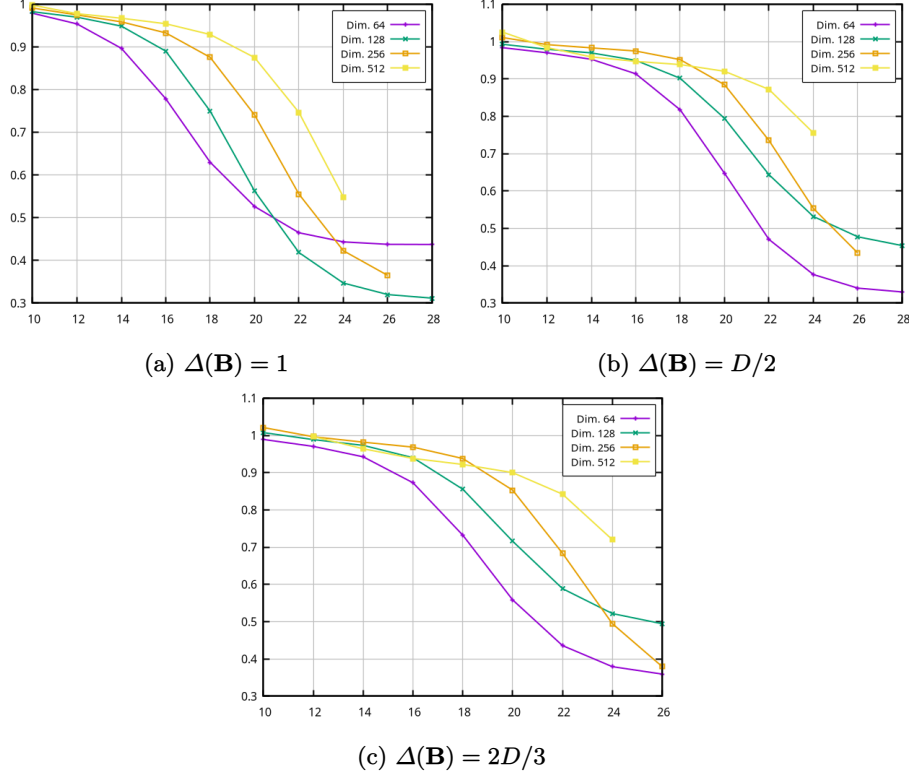 1
0.9
0.8
0.7
0.6
0.5
0.4
0.3
10 12 14 16 18 20 22 24 26 28
Dim. 64
Dim. 128
Dim. 256
Dim. 512
(a) Δ(B) = 1
1.1
1
0.9
0.8
0.7
0.6
0.5
0.4
0.3
10 12 14 16 18 20 22 24 26 28
Dim. 64
Dim. 128
Dim. 256
Dim. 512
(b) Δ(B) = D/2
1.1
1
0.9
0.8
0.7
0.6
0.5
0.4
0.3
10 12 14 16 18 20 22 24 26
Dim. 64
Dim. 128
Dim. 256
Dim. 512
(c) Δ(B) = 2D/3